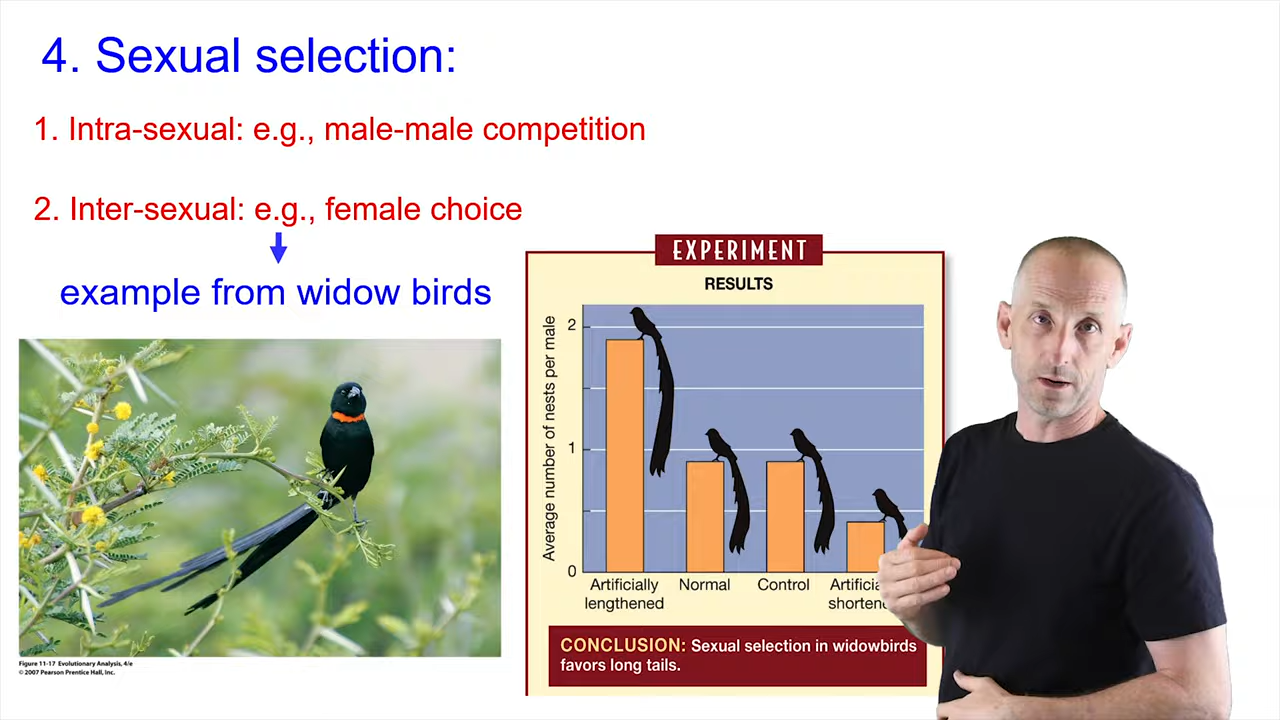 4. Sexual selection:
1. Intra-sexual: e.g., male-male competition
2. Inter-sexual: e.g., female choice
example from widow birds
Figure 11-17 Evolutionary Analysis, 4/e
© 2007 Pearson Prentice Hall, Inc.
EXPERIMENT
RESULTS
Average number of nests per male
2
1
0
Artificially
lengthened
Normal
Control
CONCLUSION: Sexual selection in widowbirds
favors long tails.